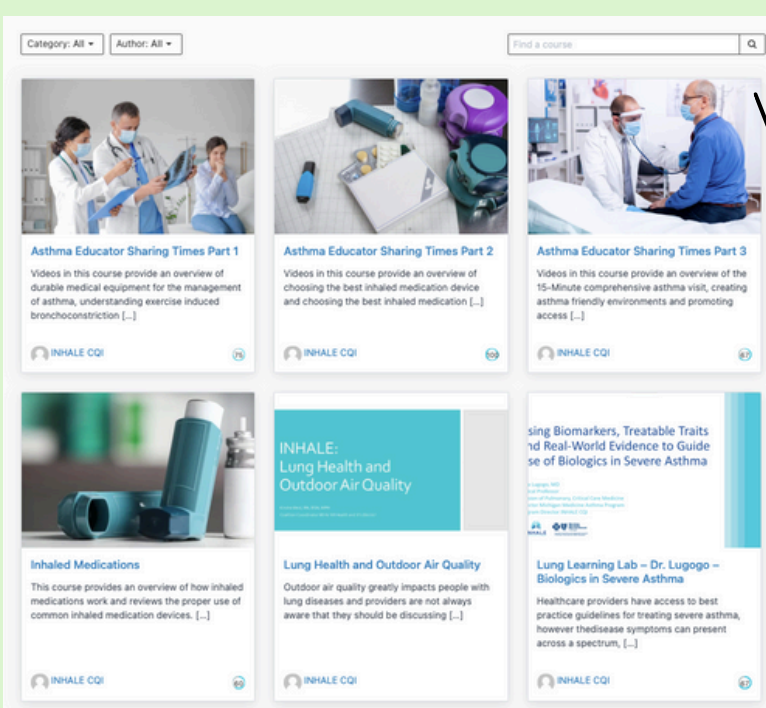 Category: All
Author: All
Find a course
Asthma Educator Sharing Times Part 1
Videos in this course provide an overview of
durable medical equipment for the management
of asthma, understanding exercise induced
bronchoconstriction [...]
INHALE CQI
75
Asthma Educator Sharing Times Part 2
Videos in this course provide an overview of
choosing the best inhaled medication device
and choosing the best inhaled medication [...]
INHALE CQI
100
Asthma Educator Sharing Times Part 3
Videos in this course provide an overview of the
15-Minute comprehensive asthma visit, creating
asthma friendly environments and promoting
access [...]
INHALE CQI
67
Inhaled Medications
This course provides an overview of how inhaled
medications work and reviews the proper use of
common inhaled medication devices. [...]
INHALE CQI
60
INHALE:
Lung Health and
Outdoor Air Quality
Lung Health and Outdoor Air Quality
Outdoor air quality greatly impacts people with
lung diseases and providers are not always
aware that they should be discussing [...]
INHALE CQI
sing Biomarkers, Treatable Traits
nd Real-World Evidence to Guide
se of Biologics in Severe Asthma
Lugogo, MD
Lung Learning Lab – Dr. Lugogo –
Biologics in Severe Asthma
Healthcare providers have access to best
practice guidelines for treating severe asthma,
however thedisease symptoms can present
across a spectrum, [...]
INHALE CQI
67